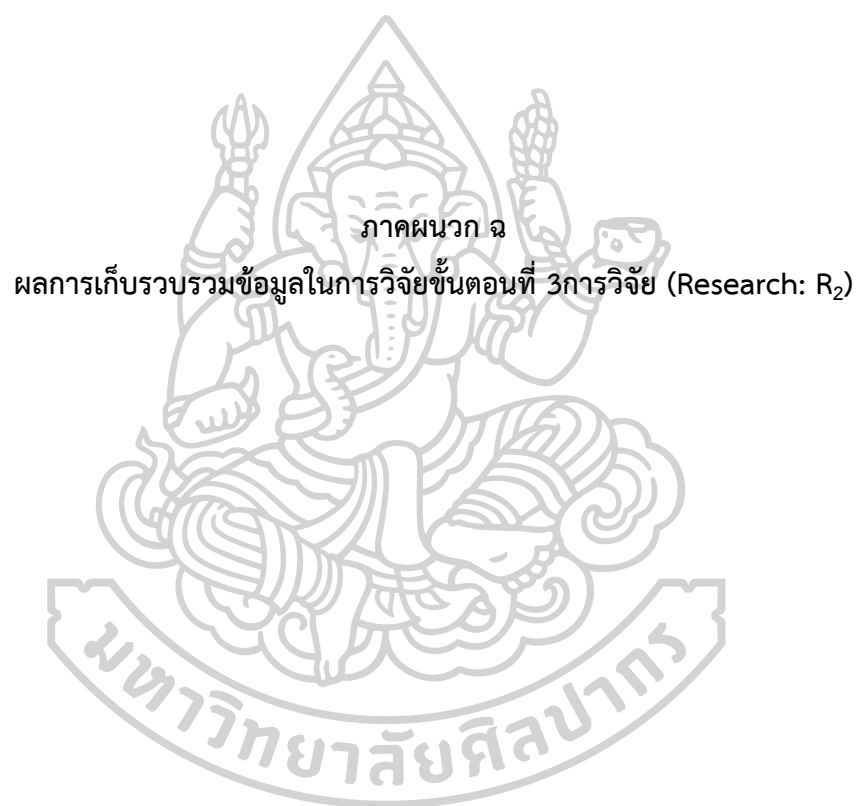 ภาคผนวก ฉ
ผลการเก็บรวบรวมข้อมูลในการวิจัยขั้นตอนที่ 3การวิจัย (Research: R₂)
มหาวิทยาลัยศิลปากร